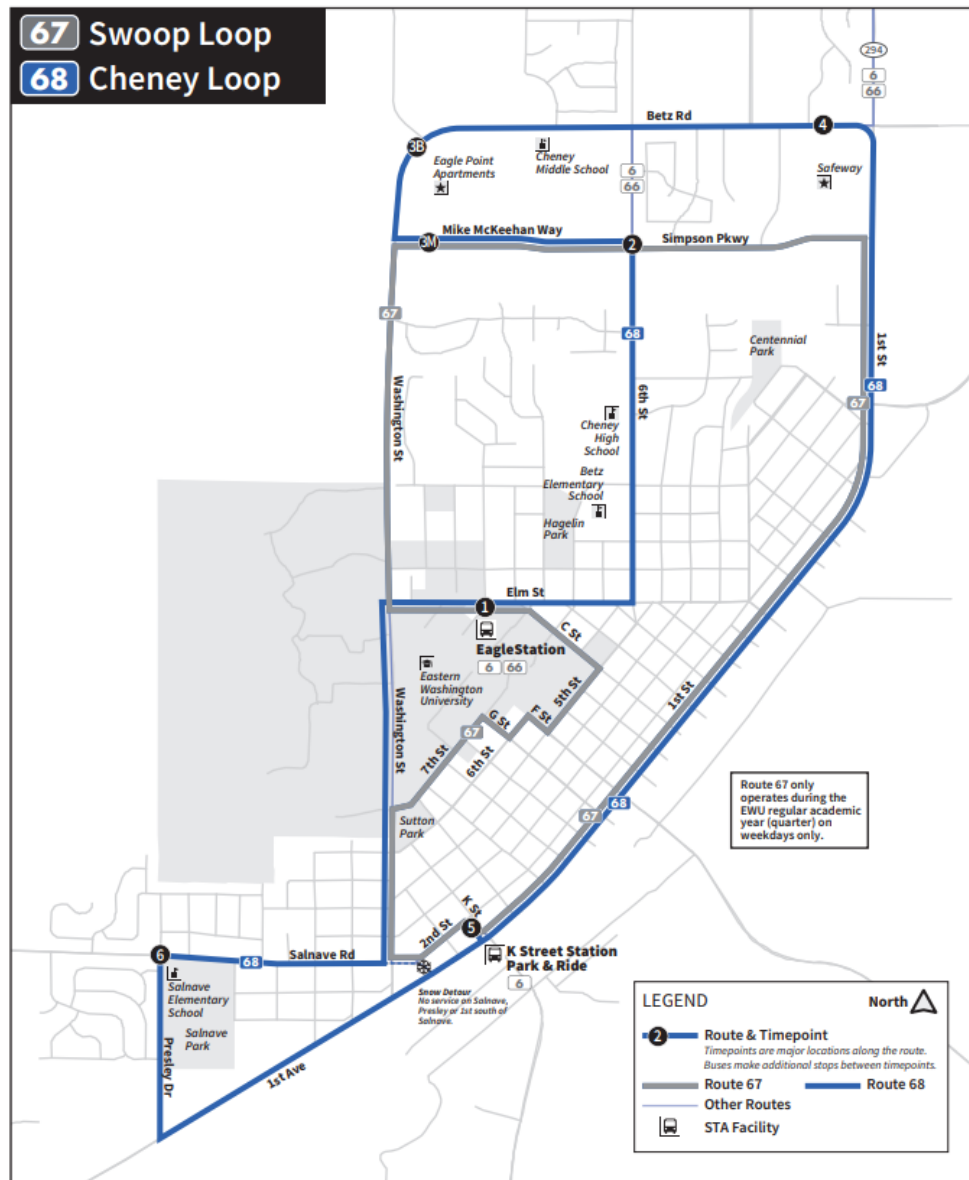 67 Swoop Loop
68 Cheney Loop
294
6
66
Betz Rd
4
3B
Eagle Point
Apartments
Cheney
Middle School
6
66
Safeway
Mike McKeehan Way
3M
2
Simpson Pkwy
67
68
Centennial
Park
1st St
68
67
Washington St
6th St
Cheney
High
School
Betz
Elementary
School
Hagelin
Park
Elm St
1
C St
EagleStation
6 66
Eastern
Washington
University
5th St
F St
G St
67
6th St
7th St
Washington St
1st St
68
67
Route 67 only
operates during the
EWU regular academic
year (quarter) on
weekdays only.
Sutton
Park
K St
5
2nd St
K Street Station
Park & Ride
6
6
68
Salnave Rd
Salnave
Elementary
School
Salnave
Park
Snow Detour
No service on Salnave,
Presley or 1st south of
Salnave.
Presley Dr
1st Ave
LEGEND
North
2 Route & Timepoint
Timepoints are major locations along the route.
Buses make additional stops between timepoints.
Route 67 Route 68
Other Routes
STA Facility